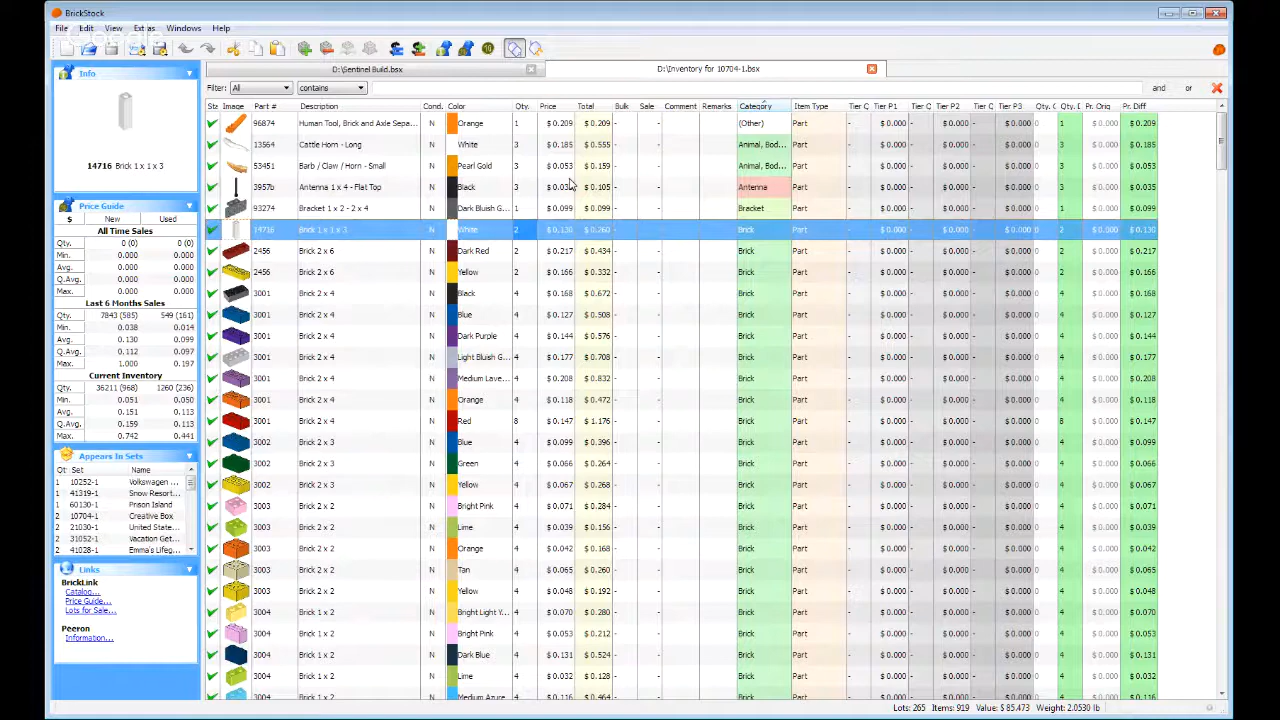 BrickStock
File Edit View Extras Windows Help
D:\Sentinel Build.bsx D:\Inventory for 10704-1.bsx
Filter: All contains and or
Info
14716 Brick 1 x 1 x 3
Price Guide
$ New Used
All Time Sales
Qty. 0 (0) 0 (0)
Min. 0.000 0.000
Avg. 0.000 0.000
Q.Avg. 0.000 0.000
Max. 0.000 0.000
Last 6 Months Sales
Qty. 7843 (585) 549 (161)
Min. 0.038 0.014
Avg. 0.130 0.099
Q.Avg. 0.112 0.097
Max. 1.000 0.197
Current Inventory
Qty. 36211 (968) 1260 (236)
Min. 0.051 0.050
Avg. 0.151 0.113
Q.Avg. 0.159 0.113
Max. 0.742 0.441
Appears In Sets
Qt Set Name
1 10252-1 Volkswagen ...
1 41319-1 Snow Resort...
1 60130-1 Prison Island
2 10704-1 Creative Box
2 21030-1 United State...
2 31052-1 Vacation Get...
2 41028-1 Emma's Lifeg...
Links
BrickLink
Catalog...
Price Guide...
Lots for Sale...
Peeron
Information...
Sta Image Part # Description Cond. Color Qty. Price Total Bulk Sale Comment Remarks Category Item Type Tier Q Tier P1 Tier Q Tier P2 Tier Q Tier P3 Qty. C Qty. D Pr. Orig Pr. Diff
96874 Human Tool, Brick and Axle Sepa... N Orange 1 $ 0.209 $ 0.209 - - (Other) Part - $ 0.000 - $ 0.000 - $ 0.000 0 1 $ 0.000 $ 0.209
13564 Cattle Horn - Long N White 3 $ 0.185 $ 0.555 - - Animal, Bod... Part - $ 0.000 - $ 0.000 - $ 0.000 0 3 $ 0.000 $ 0.185
53451 Barb / Claw / Horn - Small N Pearl Gold 3 $ 0.053 $ 0.159 - - Animal, Bod... Part - $ 0.000 - $ 0.000 - $ 0.000 0 3 $ 0.000 $ 0.053
3957b Antenna 1 x 4 - Flat Top N Black 3 $ 0.035 $ 0.105 - - Antenna Part - $ 0.000 - $ 0.000 - $ 0.000 0 3 $ 0.000 $ 0.035
93274 Bracket 1 x 2 - 2 x 4 N Dark Bluish G... 1 $ 0.099 $ 0.099 - - Bracket Part - $ 0.000 - $ 0.000 - $ 0.000 0 1 $ 0.000 $ 0.099
14716 Brick 1 x 1 x 3 N White 2 $ 0.130 $ 0.260 - - Brick Part - $ 0.000 - $ 0.000 - $ 0.000 0 2 $ 0.000 $ 0.130
2456 Brick 2 x 6 N Dark Red 2 $ 0.217 $ 0.434 - - Brick Part - $ 0.000 - $ 0.000 - $ 0.000 0 2 $ 0.000 $ 0.217
2456 Brick 2 x 6 N Yellow 2 $ 0.166 $ 0.332 - - Brick Part - $ 0.000 - $ 0.000 - $ 0.000 0 2 $ 0.000 $ 0.166
3001 Brick 2 x 4 N Black 4 $ 0.168 $ 0.672 - - Brick Part - $ 0.000 - $ 0.000 - $ 0.000 0 4 $ 0.000 $ 0.168
3001 Brick 2 x 4 N Blue 4 $ 0.127 $ 0.508 - - Brick Part - $ 0.000 - $ 0.000 - $ 0.000 0 4 $ 0.000 $ 0.127
3001 Brick 2 x 4 N Dark Purple 4 $ 0.144 $ 0.576 - - Brick Part - $ 0.000 - $ 0.000 - $ 0.000 0 4 $ 0.000 $ 0.144
3001 Brick 2 x 4 N Light Bluish G... 4 $ 0.177 $ 0.708 - - Brick Part - $ 0.000 - $ 0.000 - $ 0.000 0 4 $ 0.000 $ 0.177
3001 Brick 2 x 4 N Medium Lave... 4 $ 0.208 $ 0.832 - - Brick Part - $ 0.000 - $ 0.000 - $ 0.000 0 4 $ 0.000 $ 0.208
3001 Brick 2 x 4 N Orange 4 $ 0.118 $ 0.472 - - Brick Part - $ 0.000 - $ 0.000 - $ 0.000 0 4 $ 0.000 $ 0.118
3001 Brick 2 x 4 N Red 8 $ 0.147 $ 1.176 - - Brick Part - $ 0.000 - $ 0.000 - $ 0.000 0 8 $ 0.000 $ 0.147
3002 Brick 2 x 3 N Blue 4 $ 0.099 $ 0.396 - - Brick Part - $ 0.000 - $ 0.000 - $ 0.000 0 4 $ 0.000 $ 0.099
3002 Brick 2 x 3 N Green 4 $ 0.066 $ 0.264 - - Brick Part - $ 0.000 - $ 0.000 - $ 0.000 0 4 $ 0.000 $ 0.066
3002 Brick 2 x 3 N Yellow 4 $ 0.066 $ 0.264 - - Brick Part - $ 0.000 - $ 0.000 - $ 0.000 0 4 $ 0.000 $ 0.066
3003 Brick 2 x 2 N Bright Pink 4 $ 0.071 $ 0.284 - - Brick Part - $ 0.000 - $ 0.000 - $ 0.000 0 4 $ 0.000 $ 0.071
3003 Brick 2 x 2 N Lime 4 $ 0.039 $ 0.156 - - Brick Part - $ 0.000 - $ 0.000 - $ 0.000 0 4 $ 0.000 $ 0.039
3003 Brick 2 x 2 N Orange 4 $ 0.042 $ 0.168 - - Brick Part - $ 0.000 - $ 0.000 - $ 0.000 0 4 $ 0.000 $ 0.042
3003 Brick 2 x 2 N Tan 4 $ 0.065 $ 0.260 - - Brick Part - $ 0.000 - $ 0.000 - $ 0.000 0 4 $ 0.000 $ 0.065
3003 Brick 2 x 2 N Yellow 4 $ 0.048 $ 0.192 - - Brick Part - $ 0.000 - $ 0.000 - $ 0.000 0 4 $ 0.000 $ 0.048
3004 Brick 1 x 2 N Bright Light Y... 4 $ 0.070 $ 0.280 - - Brick Part - $ 0.000 - $ 0.000 - $ 0.000 0 4 $ 0.000 $ 0.070
3004 Brick 1 x 2 N Bright Pink 4 $ 0.053 $ 0.212 - - Brick Part - $ 0.000 - $ 0.000 - $ 0.000 0 4 $ 0.000 $ 0.053
3004 Brick 1 x 2 N Dark Blue 4 $ 0.131 $ 0.524 - - Brick Part - $ 0.000 - $ 0.000 - $ 0.000 0 4 $ 0.000 $ 0.131
3004 Brick 1 x 2 N Lime 4 $ 0.032 $ 0.128 - - Brick Part - $ 0.000 - $ 0.000 - $ 0.000 0 4 $ 0.000 $ 0.032
3004 Brick 1 x 2 N Medium Azure 4 $ 0.116 $ 0.464 - - Brick Part - $ 0.000 - $ 0.000 - $ 0.000 0 4 $ 0.000 $ 0.116
Lots: 265 Items: 919 Value: $ 85.473 Weight: 2.0530 lb